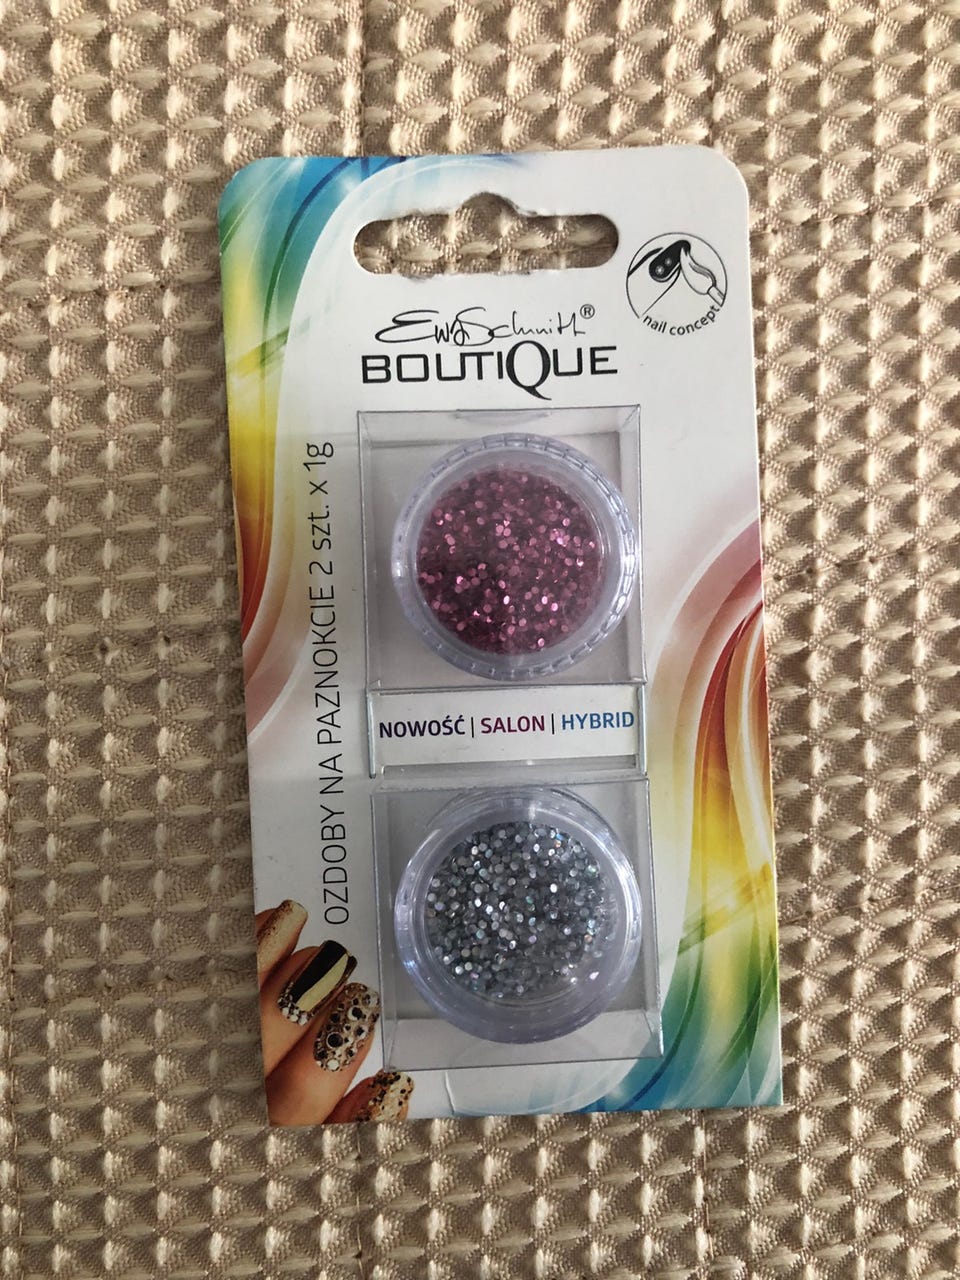 nail concept
Ewa Schmitt®
BOUTIQUE
OZDOBY NA PAZNOKCIE 2 szt. x 1g
NOWOŚĆ | SALON | HYBRID